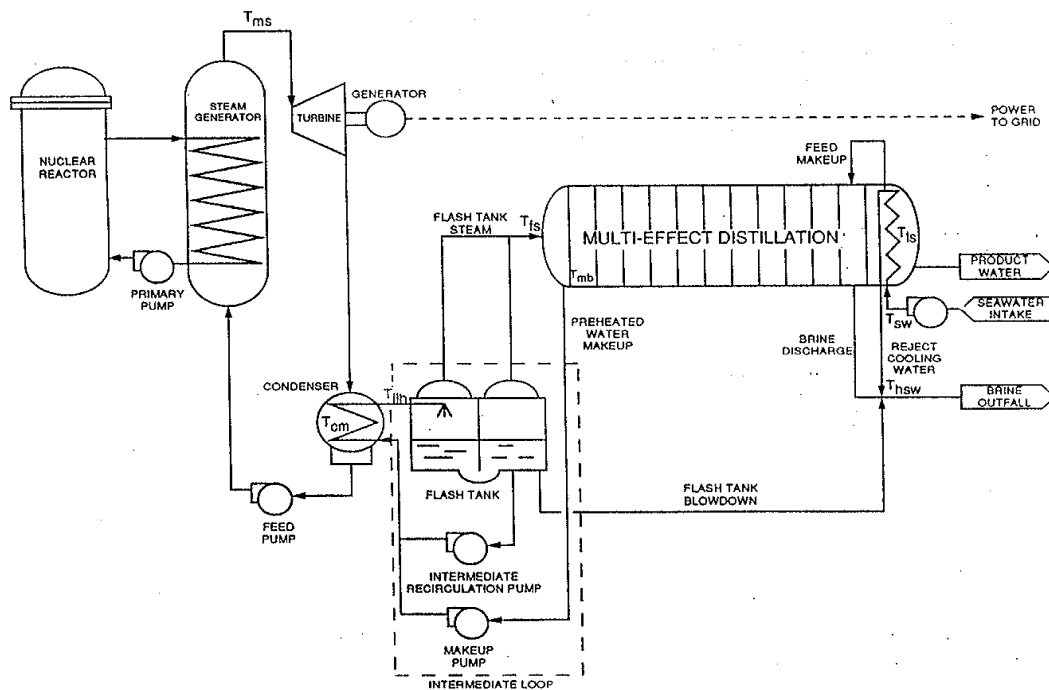 Tms
GENERATOR
STEAM
GENERATOR
TURBINE
POWER
TO GRID
NUCLEAR
REACTOR
FEED
MAKEUP
FLASH TANK
STEAM
Tfs
MULTI-EFFECT DISTILLATION
Tls
Tmb
PRODUCT
WATER
PRIMARY
PUMP
SEAWATER
INTAKE
Tsw
PREHEATED
WATER
MAKEUP
BRINE
DISCHARGE
REJECT
COOLING
WATER
CONDENSER
Tilh
Thsw
BRINE
OUTFALL
Tcm
FLASH TANK
FLASH TANK
BLOWDOWN
FEED
PUMP
INTERMEDIATE
RECIRCULATION PUMP
MAKEUP
PUMP
INTERMEDIATE LOOP